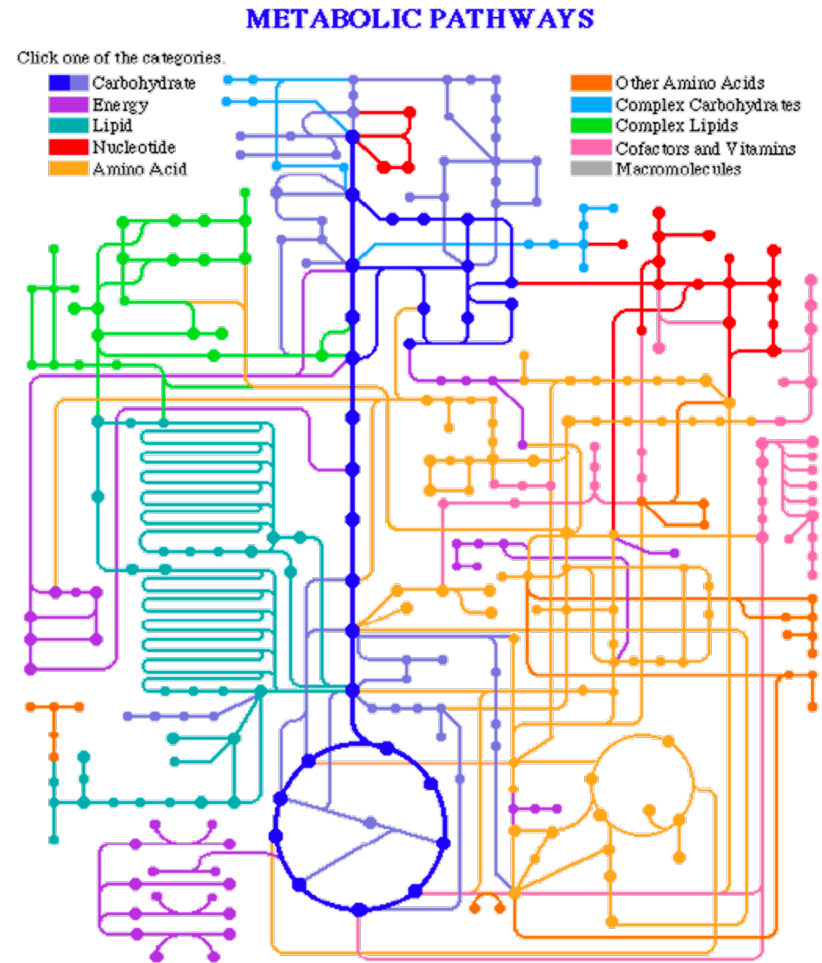 METABOLIC PATHWAYS
Click one of the categories.
Carbohydrate
Energy
Lipid
Nucleotide
Amino Acid
Other Amino Acids
Complex Carbohydrates
Complex Lipids
Cofactors and Vitamins
Macromolecules